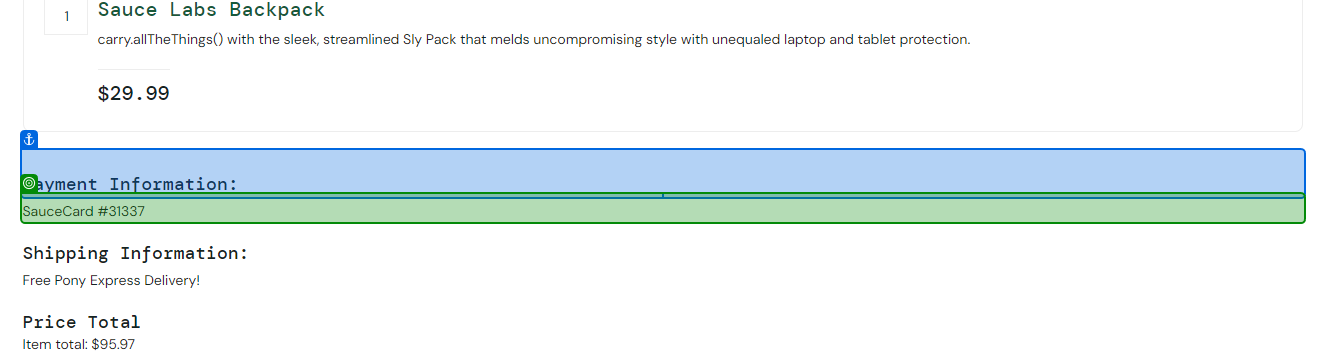 1
Sauce Labs Backpack
carry.allTheThings() with the sleek, streamlined Sly Pack that melds uncompromising style with unequaled laptop and tablet protection.
$29.99
ayment Information:
SauceCard #31337
Shipping Information:
Free Pony Express Delivery!
Price Total
Item total: $95.97